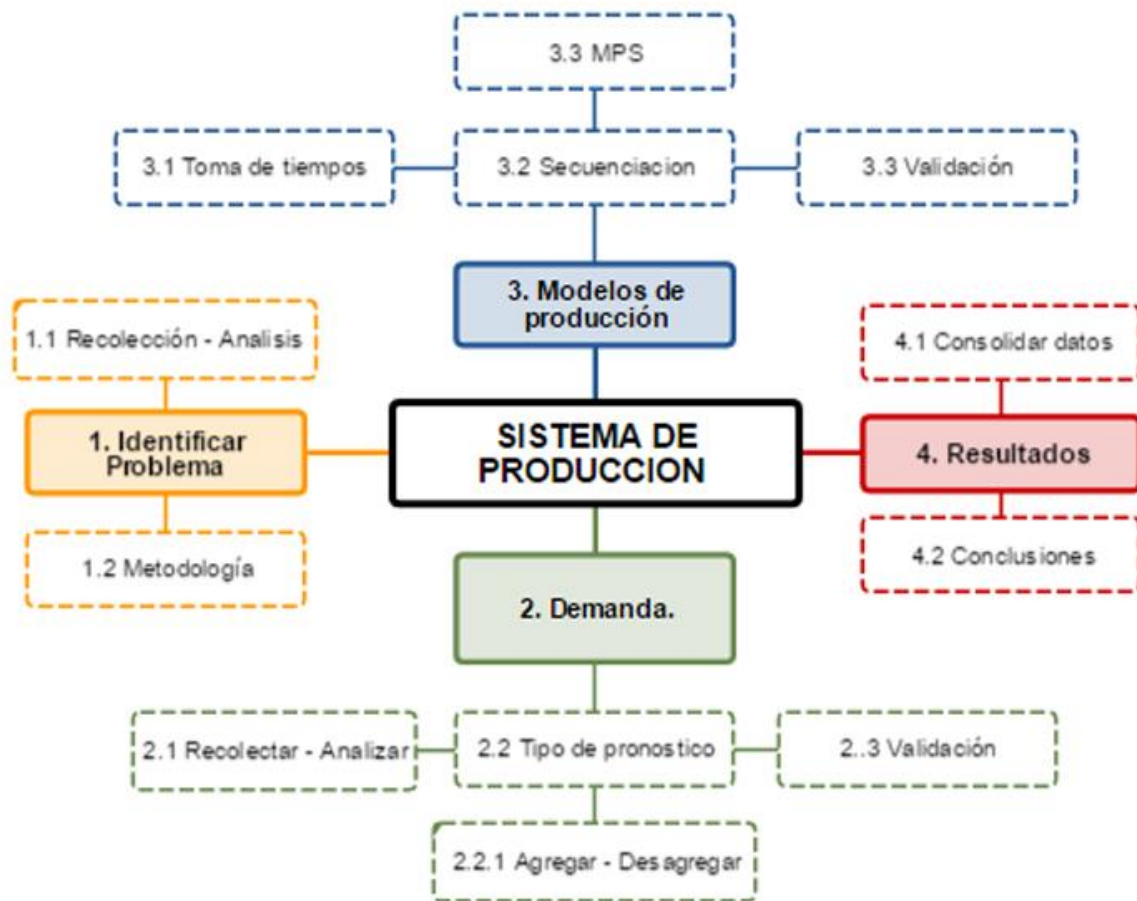 3.3 MPS
3.1 Toma de tiempos
3.2 Secuenciacion
3.3 Validación
3. Modelos de
producción
1.1 Recolección - Analisis
4.1 Consolidar datos
1. Identificar
Problema
SISTEMA DE
PRODUCCION
4. Resultados
1.2 Metodología
4.2 Conclusiones
2. Demanda.
2.1 Recolectar - Analizar
2.2 Tipo de pronostico
2..3 Validación
2.2.1 Agregar - Desagregar